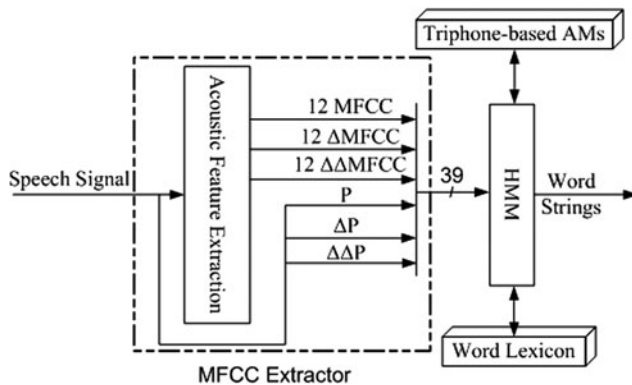 Triphone-based AMs
Acoustic Feature Extraction
12 MFCC
12 ΔMFCC
12 ΔΔMFCC
Speech Signal
P
ΔP
ΔΔP
39
HMM
Word
Strings
Word Lexicon
MFCC Extractor